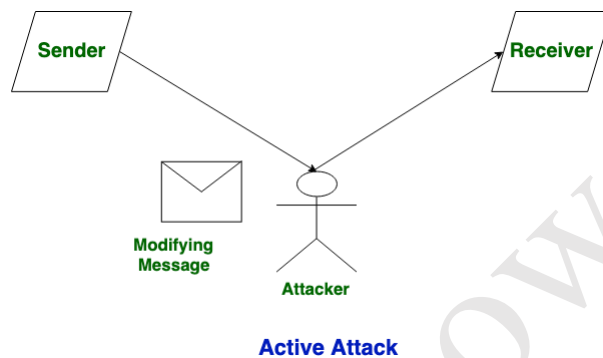 Sender
Receiver
Modifying
Message
Attacker
Active Attack